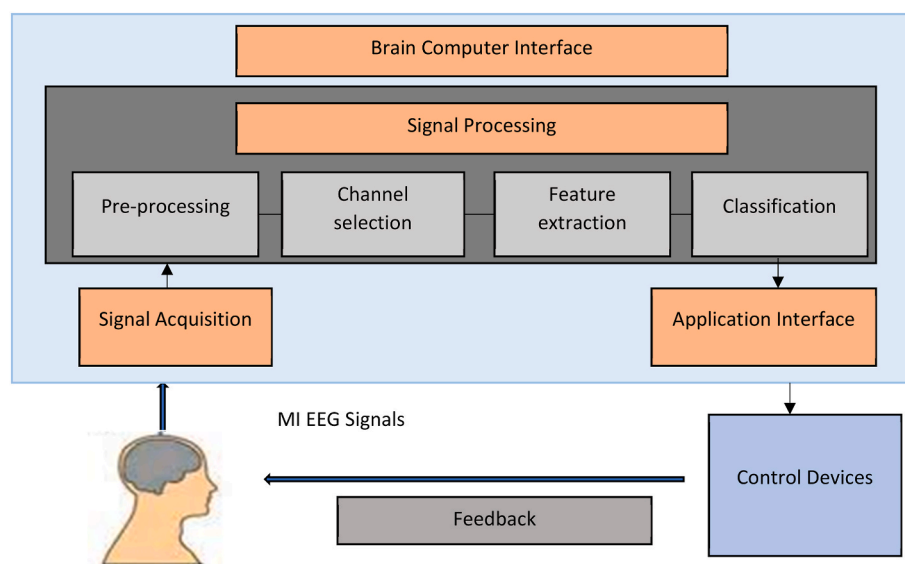 Brain Computer Interface
Signal Processing
Pre-processing
Channel
selection
Feature
extraction
Classification
Signal Acquisition
Application Interface
MI EEG Signals
Control Devices
Feedback